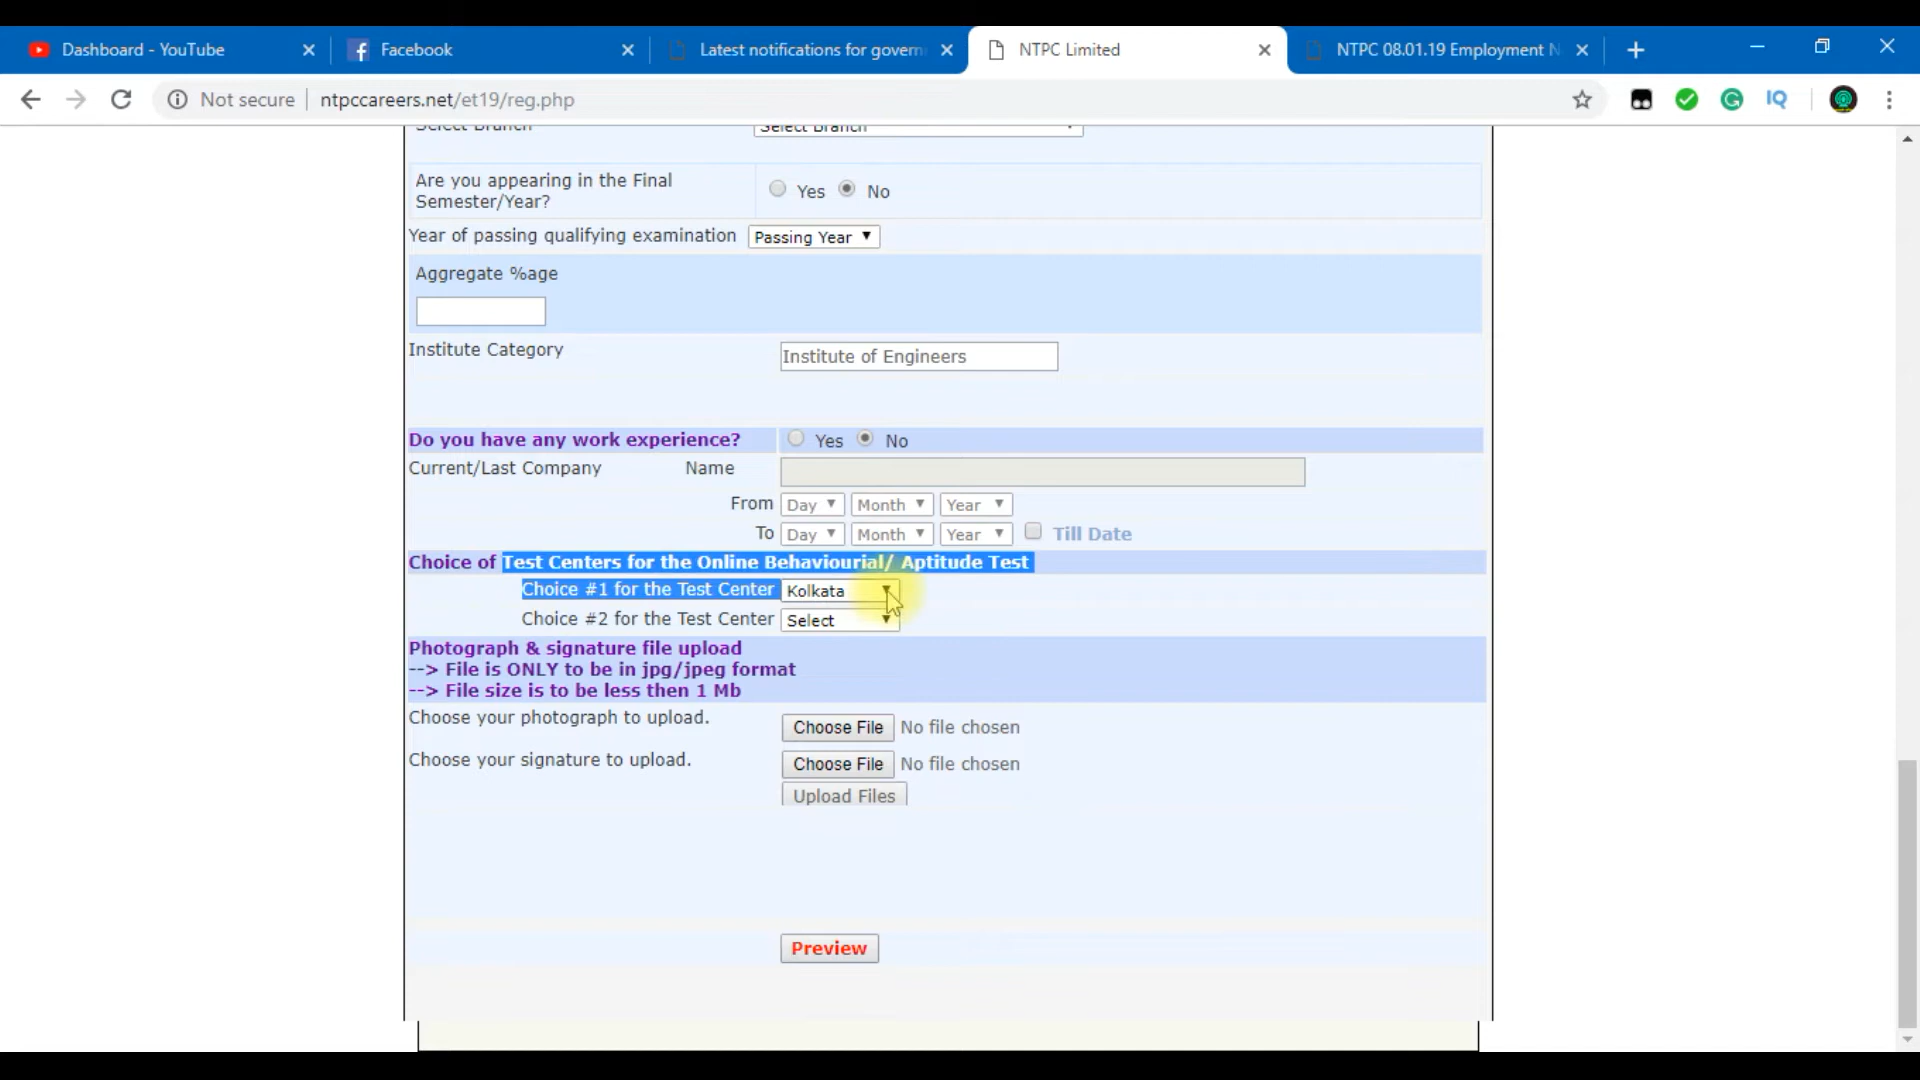 Dashboard - YouTube
Facebook
Latest notifications for govern
NTPC Limited
NTPC 08.01.19 Employment N
Not secure
ntpccareers.net/et19/reg.php
IQ
Select Branch Select Branch
Are you appearing in the Final
Semester/Year?
Yes No
Year of passing qualifying examination Passing Year
Aggregate %age
Institute Category Institute of Engineers
Do you have any work experience? Yes No
Current/Last Company Name
From Day Month Year
To Day Month Year Till Date
Choice of Test Centers for the Online Behaviourial/ Aptitude Test
Choice #1 for the Test Center Kolkata
Choice #2 for the Test Center Select
Photograph & signature file upload
--> File is ONLY to be in jpg/jpeg format
--> File size is to be less then 1 Mb
Choose your photograph to upload. Choose File No file chosen
Choose your signature to upload. Choose File No file chosen
Upload Files
Preview